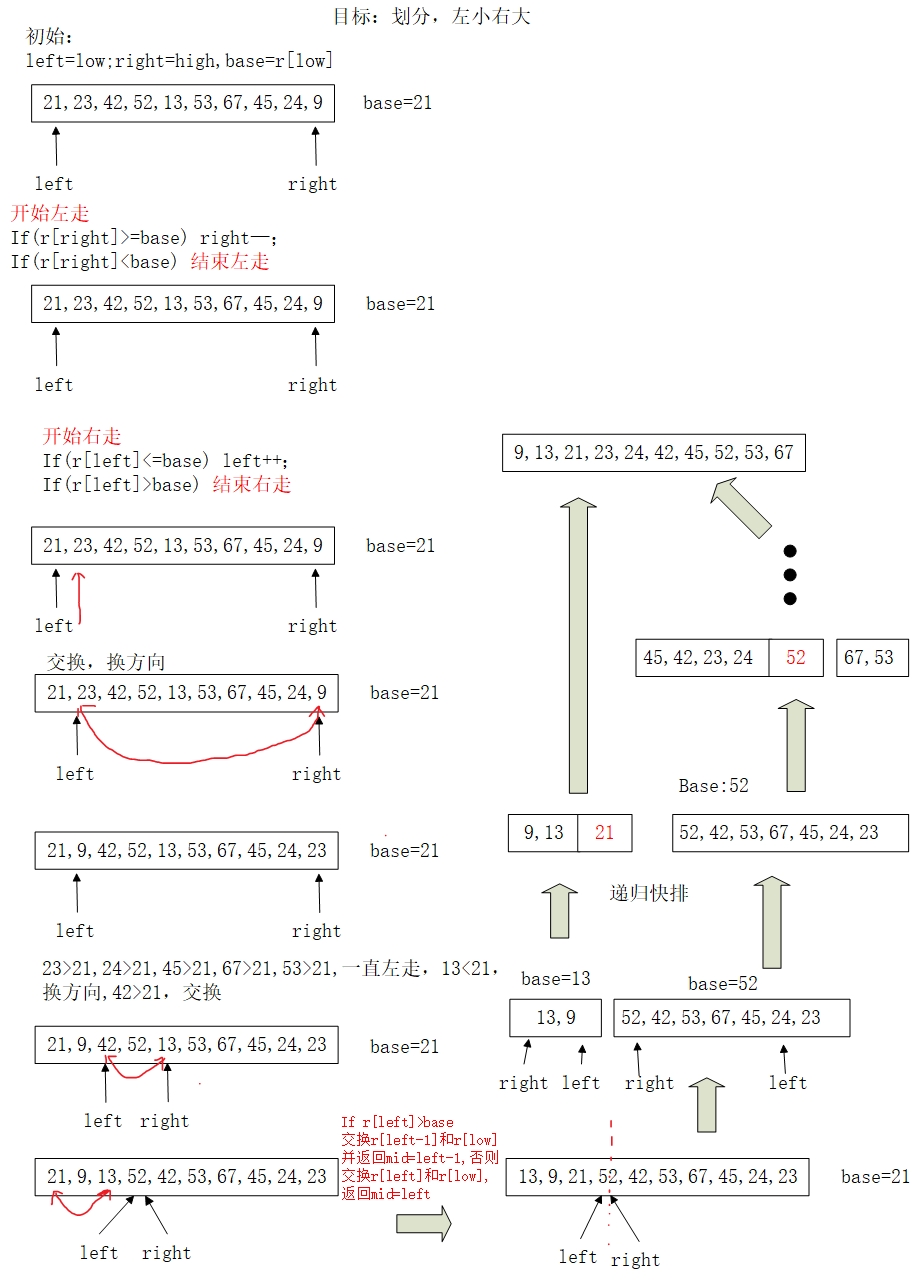 目标：划分，左小右大
初始：
left=low;right=high,base=r[low]
21,23,42,52,13,53,67,45,24,9
base=21
left
right
开始左走
If(r[right]>=base) right—;
If(r[right]<base) 结束左走
21,23,42,52,13,53,67,45,24,9
base=21
left
right
开始右走
If(r[left]<=base) left++;
If(r[left]>base) 结束右走
21,23,42,52,13,53,67,45,24,9
base=21
left
right
交换，换方向
21,23,42,52,13,53,67,45,24,9
base=21
left
right
21,9,42,52,13,53,67,45,24,23
base=21
left
right
23>21,24>21,45>21,67>21,53>21,一直左走，13<21，
换方向,42>21，交换
21,9,42,52,13,53,67,45,24,23
base=21
left
right
21,9,13,52,42,53,67,45,24,23
left
right
If r[left]>base
交换r[left-1]和r[low]
并返回mid=left-1,否则
交换r[left]和r[low],
返回mid=left
13,9,21,52,42,53,67,45,24,23
base=21
left
right
base=13
13,9
right
left
base=52
52,42,53,67,45,24,23
right
left
递归快排
9,13
21
52,42,53,67,45,24,23
Base:52
45,42,23,24
52
67,53
9,13,21,23,24,42,45,52,53,67